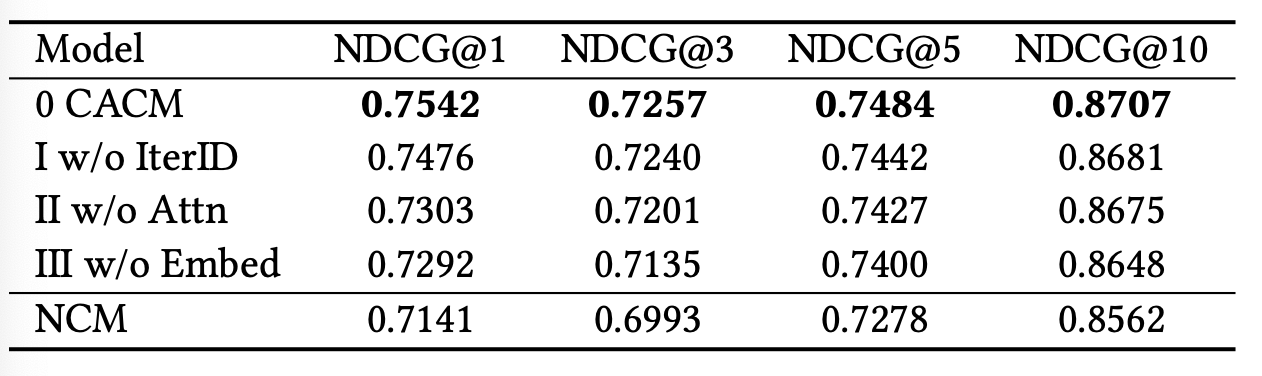 Model NDCG@1 NDCG@3 NDCG@5 NDCG@10
0 CACM 0.7542 0.7257 0.7484 0.8707
I w/o IterID 0.7476 0.7240 0.7442 0.8681
II w/o Attn 0.7303 0.7201 0.7427 0.8675
III w/o Embed 0.7292 0.7135 0.7400 0.8648
NCM 0.7141 0.6993 0.7278 0.8562